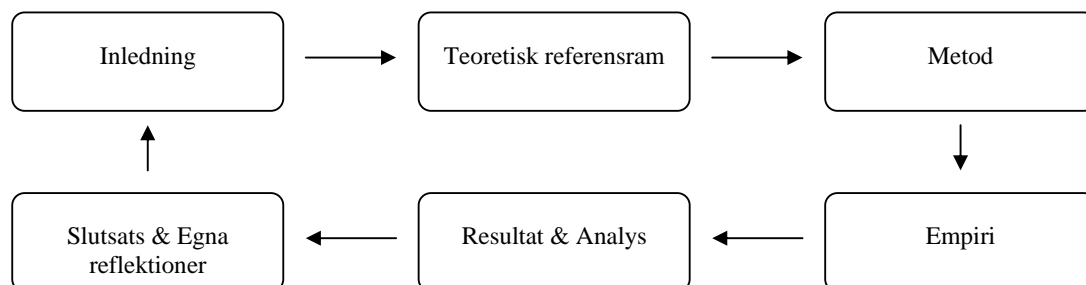 Inledning
Teoretisk referensram
Metod
Slutsats & Egna
reflektioner
Resultat & Analys
Empiri